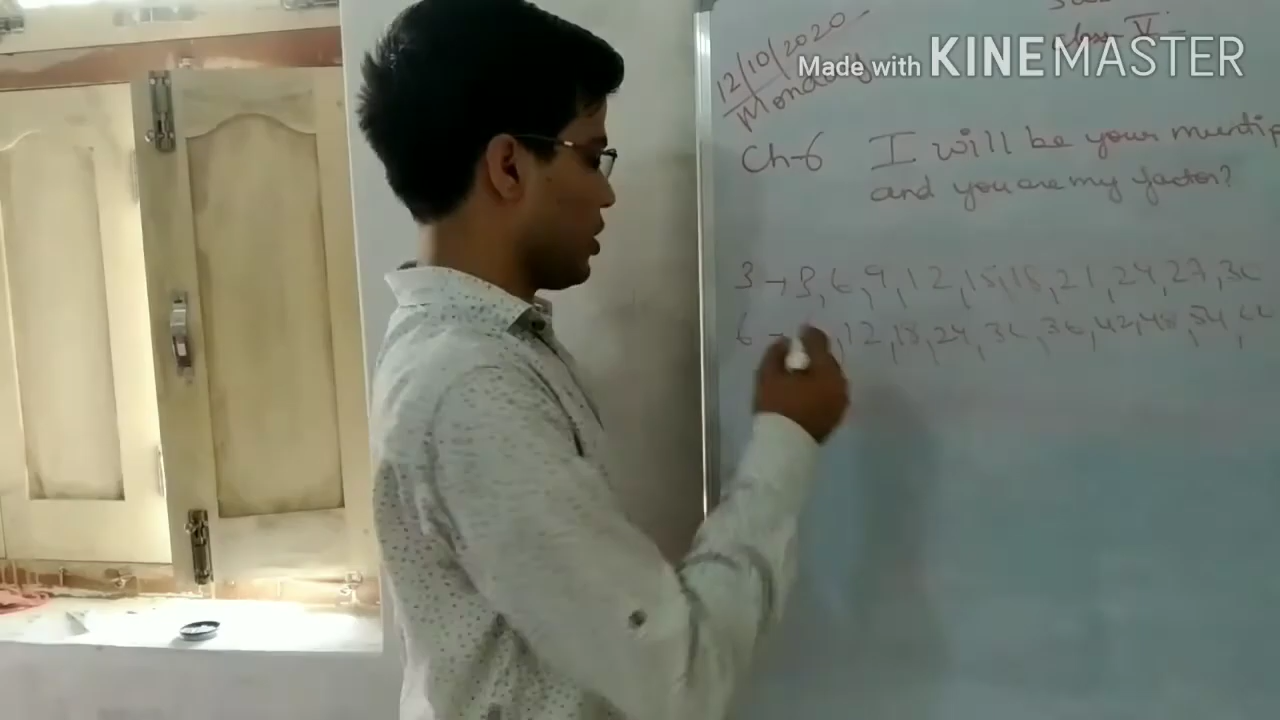 12/10/2020
Monday
Class-V
Made with KINEMASTER
Ch-6 I will be your multip
and you are my factor?
3 → 3, 6, 9, 12, 15, 18, 21, 24, 27, 30
6 → , 12, 18, 24, 30, 36, 42, 48, 54, 60